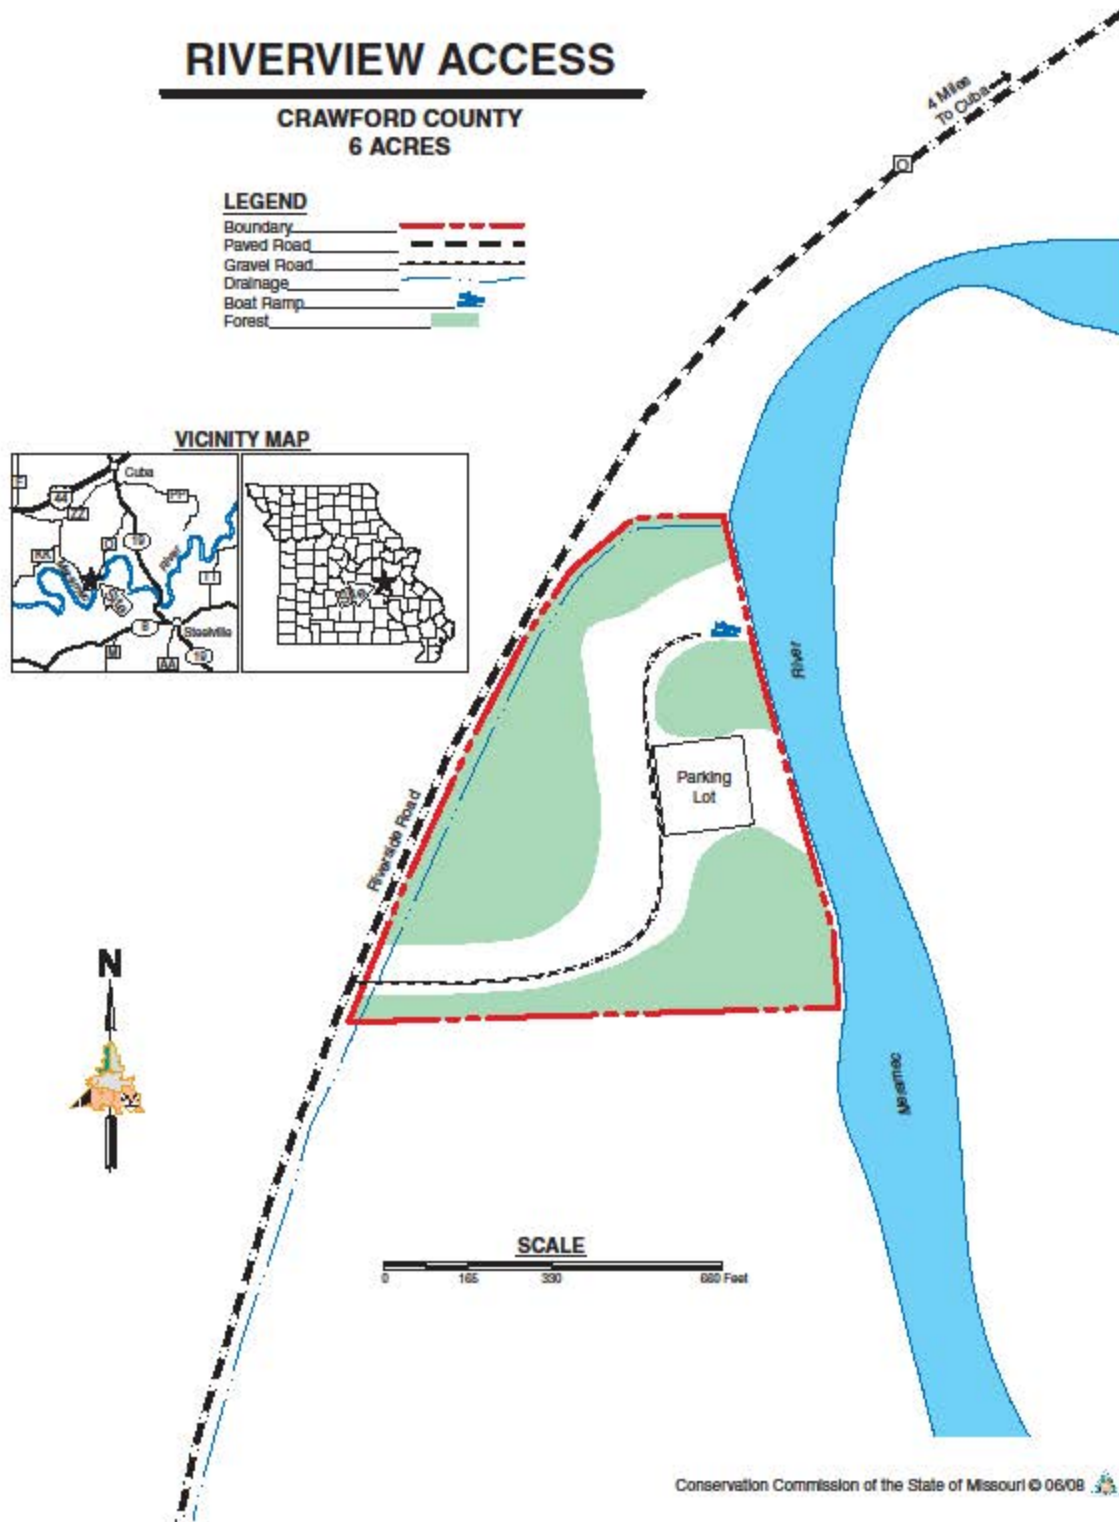 RIVERVIEW ACCESS
CRAWFORD COUNTY
6 ACRES
4 Miles
To Cuba
O
LEGEND
Boundary
Paved Road
Gravel Road
Drainage
Boat Ramp
Forest
VICINITY MAP
Cuba
F
44
ZZ
PP
KK
O
19
Meramec
River
TT
8
Steelville
M
AA
19
River
Parking
Lot
Riverside Road
N
Meramec
SCALE
0 165 330 660 Feet
Conservation Commission of the State of Missouri © 06/08